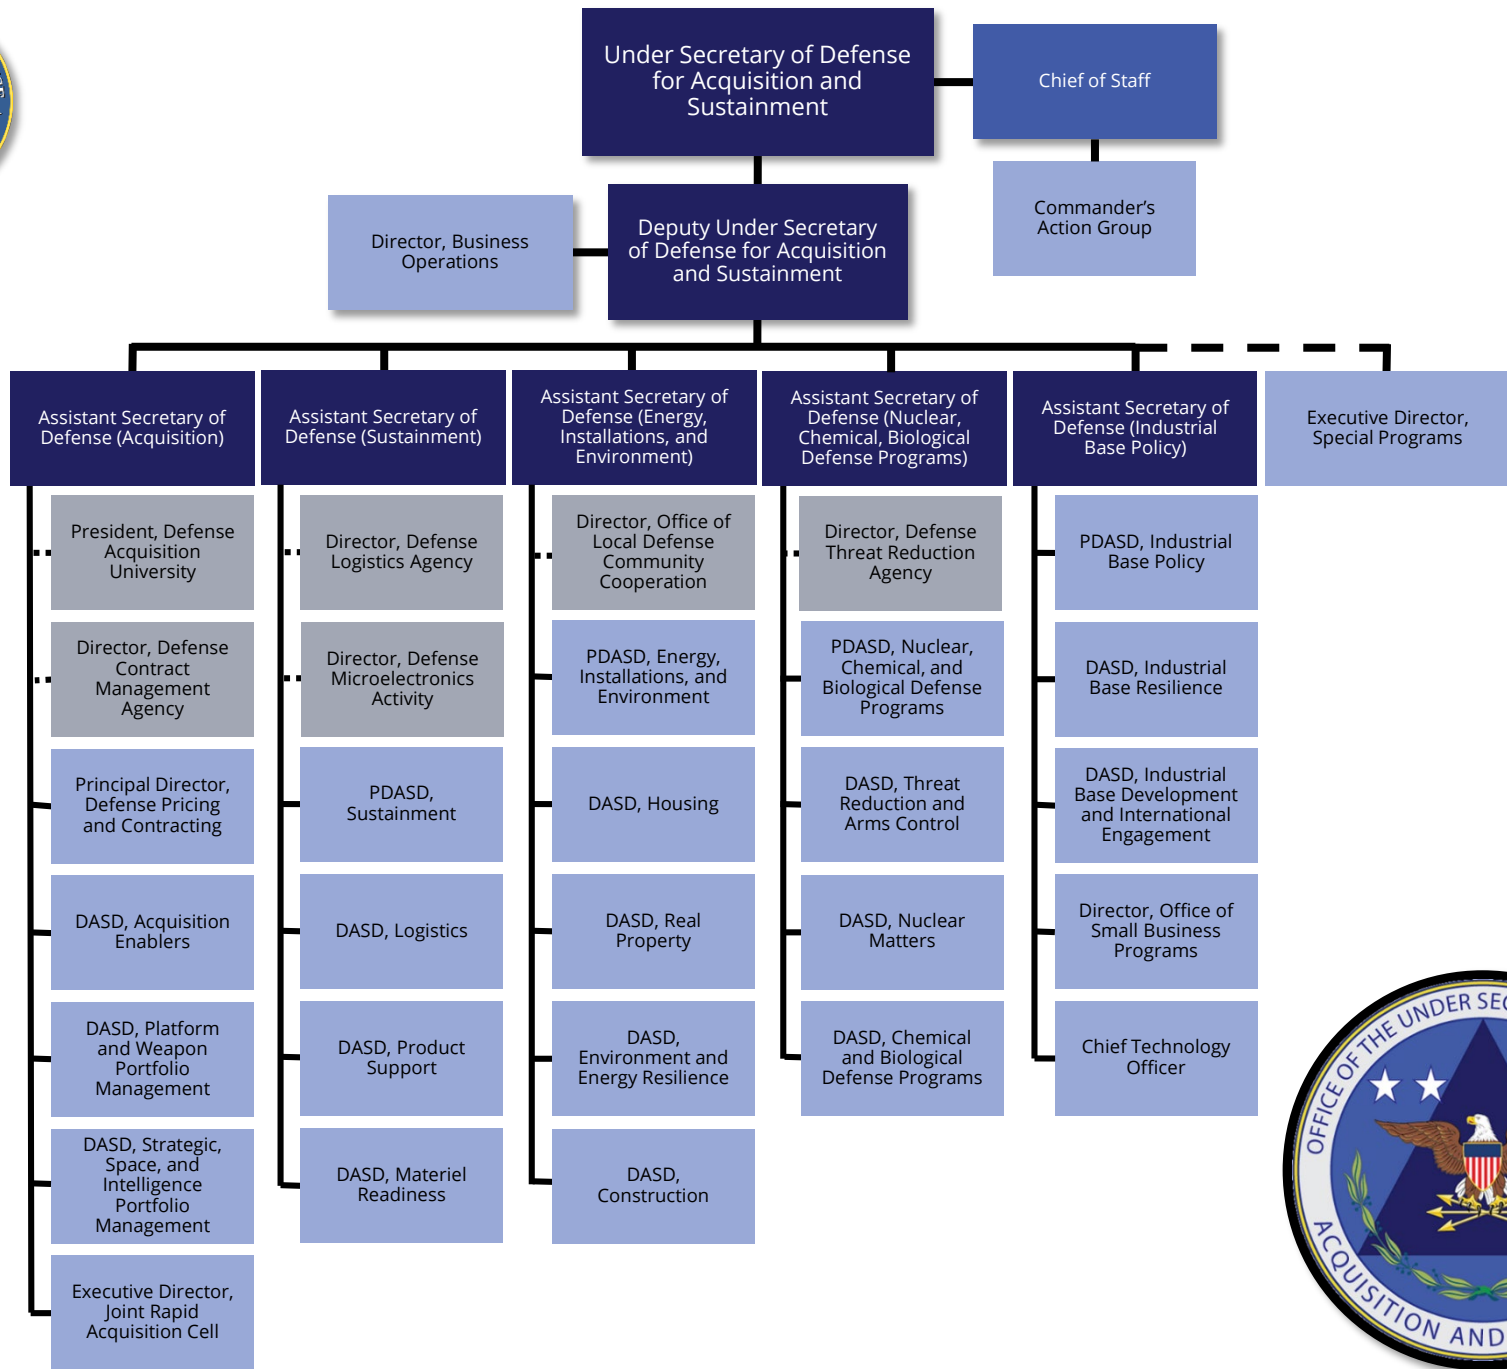 Under Secretary of Defense
for Acquisition and
Sustainment
Chief of Staff
Commander's
Action Group
Director, Business
Operations
Deputy Under Secretary
of Defense for Acquisition
and Sustainment
Assistant Secretary of
Defense (Acquisition)
Assistant Secretary of
Defense (Sustainment)
Assistant Secretary of
Defense (Energy,
Installations, and
Environment)
Assistant Secretary of
Defense (Nuclear,
Chemical, Biological
Defense Programs)
Assistant Secretary of
Defense (Industrial
Base Policy)
Executive Director,
Special Programs
President, Defense
Acquisition
University
Director, Defense
Contract
Management
Agency
Principal Director,
Defense Pricing
and Contracting
DASD, Acquisition
Enablers
DASD, Platform
and Weapon
Portfolio
Management
DASD, Strategic,
Space, and
Intelligence
Portfolio
Management
Executive Director,
Joint Rapid
Acquisition Cell
Director, Defense
Logistics Agency
Director, Defense
Microelectronics
Activity
PDASD,
Sustainment
DASD, Logistics
DASD, Product
Support
DASD, Materiel
Readiness
Director, Office of
Local Defense
Community
Cooperation
PDASD, Energy,
Installations, and
Environment
DASD, Housing
DASD, Real
Property
DASD,
Environment and
Energy Resilience
DASD,
Construction
Director, Defense
Threat Reduction
Agency
PDASD, Nuclear,
Chemical, and
Biological Defense
Programs
DASD, Threat
Reduction and
Arms Control
DASD, Nuclear
Matters
DASD, Chemical
and Biological
Defense Programs
PDASD, Industrial
Base Policy
DASD, Industrial
Base Resilience
DASD, Industrial
Base Development
and International
Engagement
Director, Office of
Small Business
Programs
Chief Technology
Officer
OFFICE OF THE UNDER SEC
ACQUISITION AND